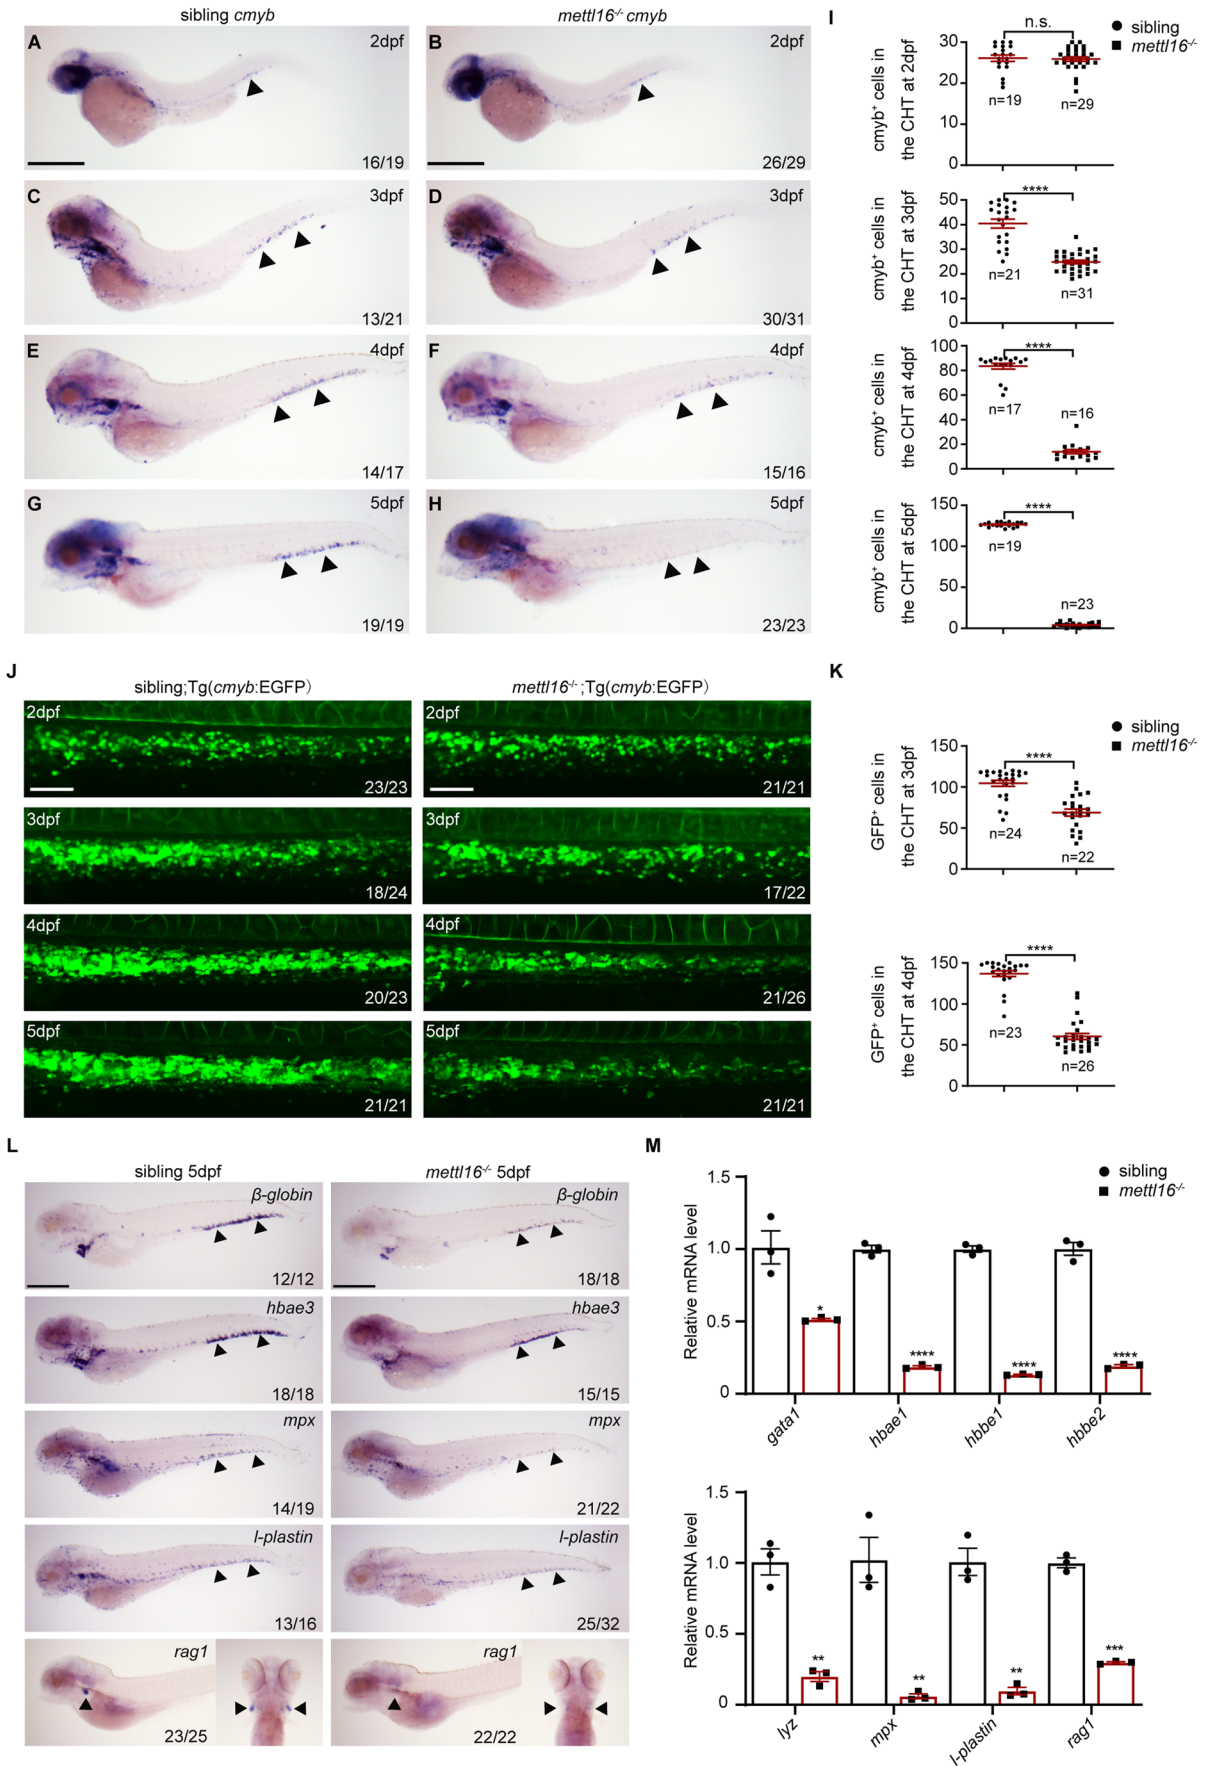 sibling cmyb
mettl16-/- cmyb
A
2dpf
16/19
B
2dpf
26/29
C
3dpf
13/21
D
3dpf
30/31
E
4dpf
14/17
F
4dpf
15/16
G
5dpf
19/19
H
5dpf
23/23
I
sibling
mettl16-/-
cmyb+ cells in
the CHT at 2dpf
30
20
10
0
n.s.
n=19
n=29
cmyb+ cells in
the CHT at 3dpf
50
40
30
20
10
0
****
n=21
n=31
cmyb+ cells in
the CHT at 4dpf
100
80
60
40
20
0
****
n=17
n=16
cmyb+ cells in
the CHT at 5dpf
150
100
50
0
****
n=19
n=23
J
sibling;Tg(cmyb:EGFP)
mettl16-/-;Tg(cmyb:EGFP)
2dpf
23/23
2dpf
21/21
3dpf
18/24
3dpf
17/22
4dpf
20/23
4dpf
21/26
5dpf
21/21
5dpf
21/21
K
sibling
mettl16-/-
GFP+ cells in
the CHT at 3dpf
150
100
50
0
****
n=24
n=22
GFP+ cells in
the CHT at 4dpf
150
100
50
0
****
n=23
n=26
L
sibling 5dpf
mettl16-/- 5dpf
β-globin
12/12
β-globin
18/18
hbae3
18/18
hbae3
15/15
mpx
14/19
mpx
21/22
l-plastin
13/16
l-plastin
25/32
rag1
23/25
rag1
22/22
M
sibling
mettl16-/-
Relative mRNA level
1.5
1.0
0.5
0
*
****
****
****
gata1
hbae1
hbbe1
hbbe2
Relative mRNA level
1.5
1.0
0.5
0
**
**
**
***
lyz
mpx
l-plastin
rag1